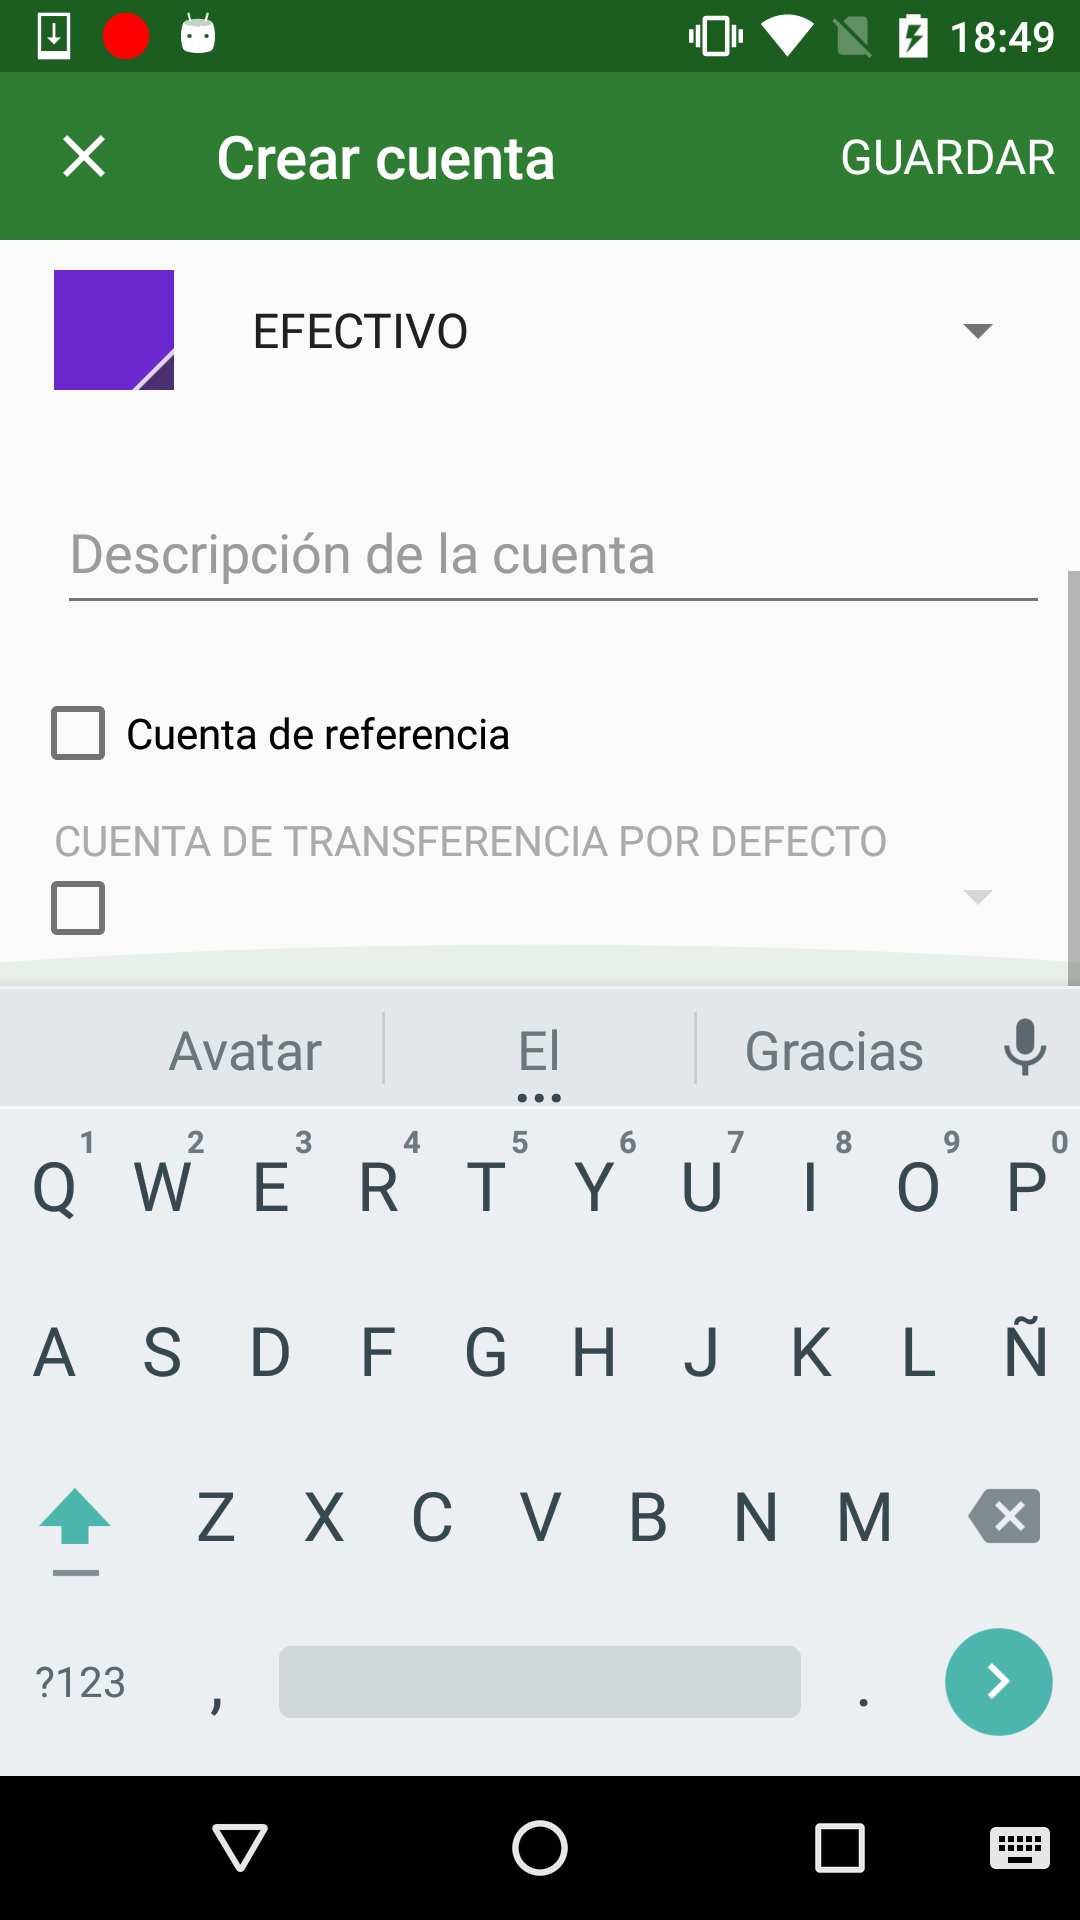 18:49
Crear cuenta
GUARDAR
EFECTIVO
Descripción de la cuenta
Cuenta de referencia
CUENTA DE TRANSFERENCIA POR DEFECTO
Avatar El Gracias
1 2 3 4 5 6 7 8 9 0
Q W E R T Y U I O P
A S D F G H J K L Ñ
Z X C V B N M
?123 , .